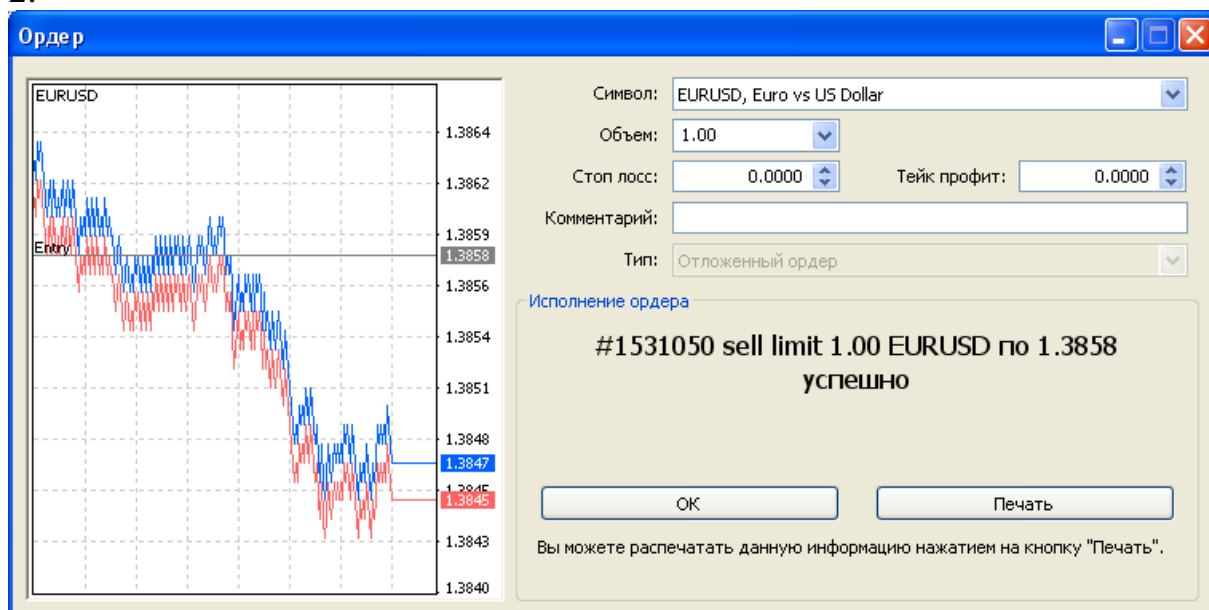 2.
Ордер
EURUSD
1.3864
1.3862
1.3859
Entry
1.3858
1.3856
1.3854
1.3851
1.3848
1.3847
1.3845
1.3845
1.3843
1.3840
Символ: EURUSD, Euro vs US Dollar
Объем: 1.00
Стоп лосс: 0.0000 Тейк профит: 0.0000
Комментарий:
Тип: Отложенный ордер
Исполнение ордера
#1531050 sell limit 1.00 EURUSD по 1.3858
успешно
OK Печать
Вы можете распечатать данную информацию нажатием на кнопку "Печать".